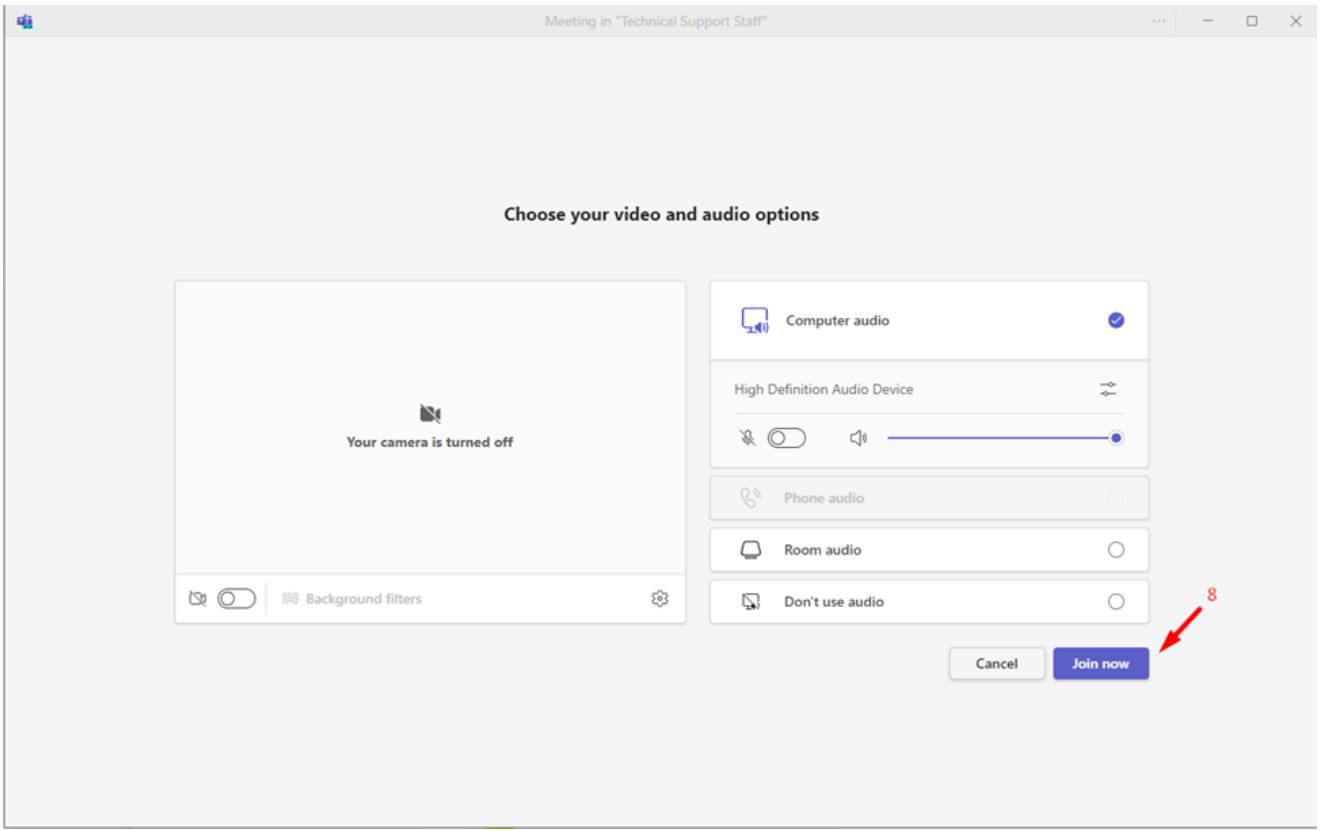 Meeting in "Technical Support Staff"
Choose your video and audio options
Your camera is turned off
Background filters
Computer audio
High Definition Audio Device
Phone audio
Room audio
Don't use audio
8
Cancel
Join now